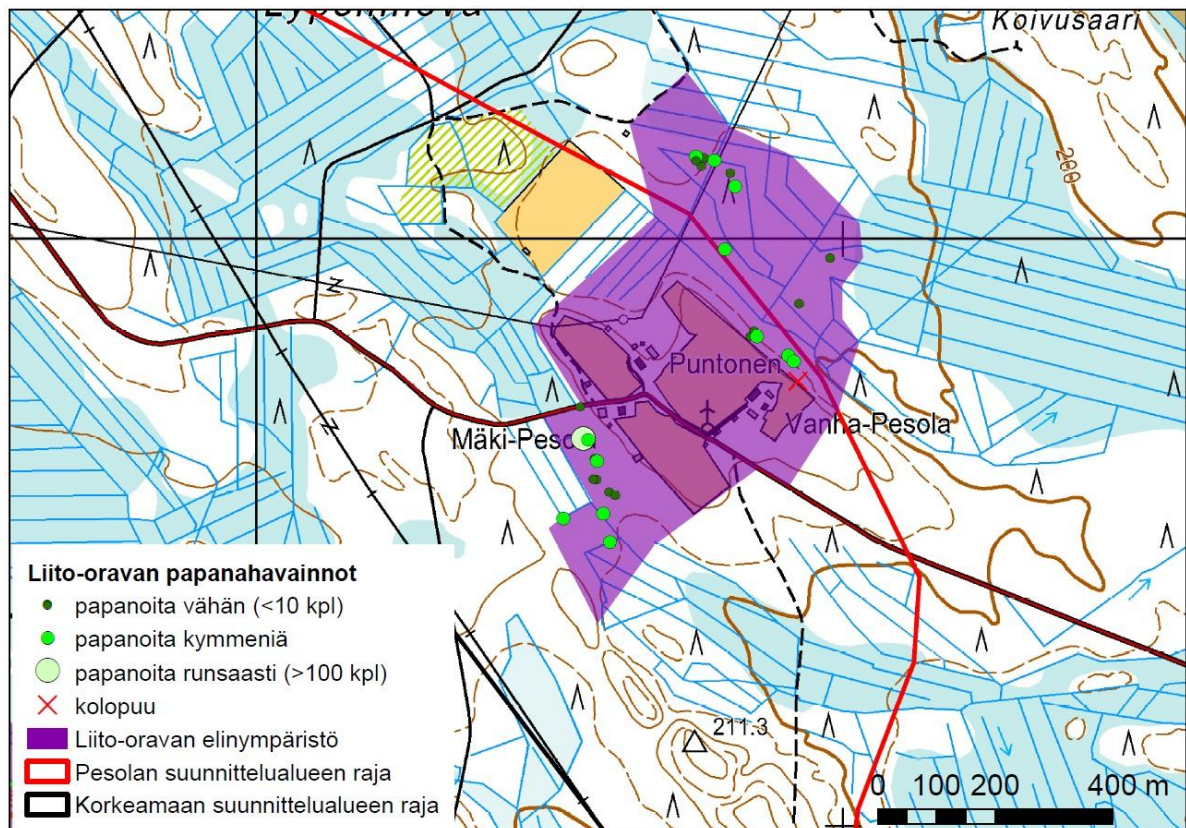 Koivusaari
200
Puntonen
Vanha-Pesola
Mäki-Pesola
Liito-oravan papanahavainnot
papanoita vähän (<10 kpl)
papanoita kymmeniä
papanoita runsaasti (>100 kpl)
kolopuu
Liito-oravan elinympäristö
Pesolan suunnittelualueen raja
Korkeamaan suunnittelualueen raja
211.3
0 100 200 400 m